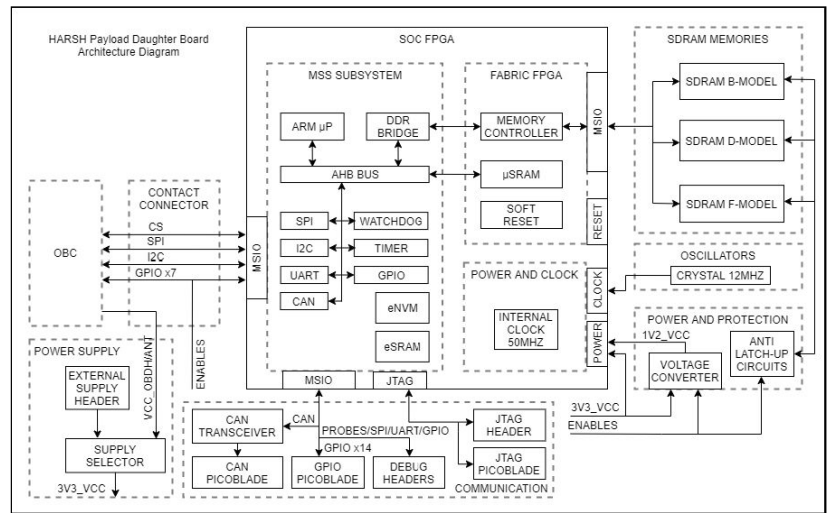 HARSH Payload Daughter Board
Architecture Diagram
SOC FPGA
SDRAM MEMORIES
MSS SUBSYSTEM
FABRIC FPGA
ARM µP
DDR
BRIDGE
MEMORY
CONTROLLER
MSIO
SDRAM B-MODEL
SDRAM D-MODEL
SDRAM F-MODEL
AHB BUS
µSRAM
SOFT
RESET
RESET
CONTACT
CONNECTOR
OBC
CS
SPI
I2C
GPIO x7
MSIO
SPI
WATCHDOG
I2C
TIMER
UART
GPIO
CAN
eNVM
eSRAM
POWER AND CLOCK
INTERNAL
CLOCK
50MHZ
CLOCK
POWER
OSCILLATORS
CRYSTAL 12MHZ
POWER AND PROTECTION
1V2_VCC
VOLTAGE
CONVERTER
ANTI
LATCH-UP
CIRCUITS
3V3_VCC
ENABLES
POWER SUPPLY
EXTERNAL
SUPPLY
HEADER
VCC_OBDH/ANT
ENABLES
SUPPLY
SELECTOR
3V3_VCC
MSIO
JTAG
CAN
TRANSCEIVER
CAN
PROBES/SPI/UART/GPIO
GPIO x14
JTAG
HEADER
CAN
PICOBLADE
GPIO
PICOBLADE
DEBUG
HEADERS
JTAG
PICOBLADE
COMMUNICATION